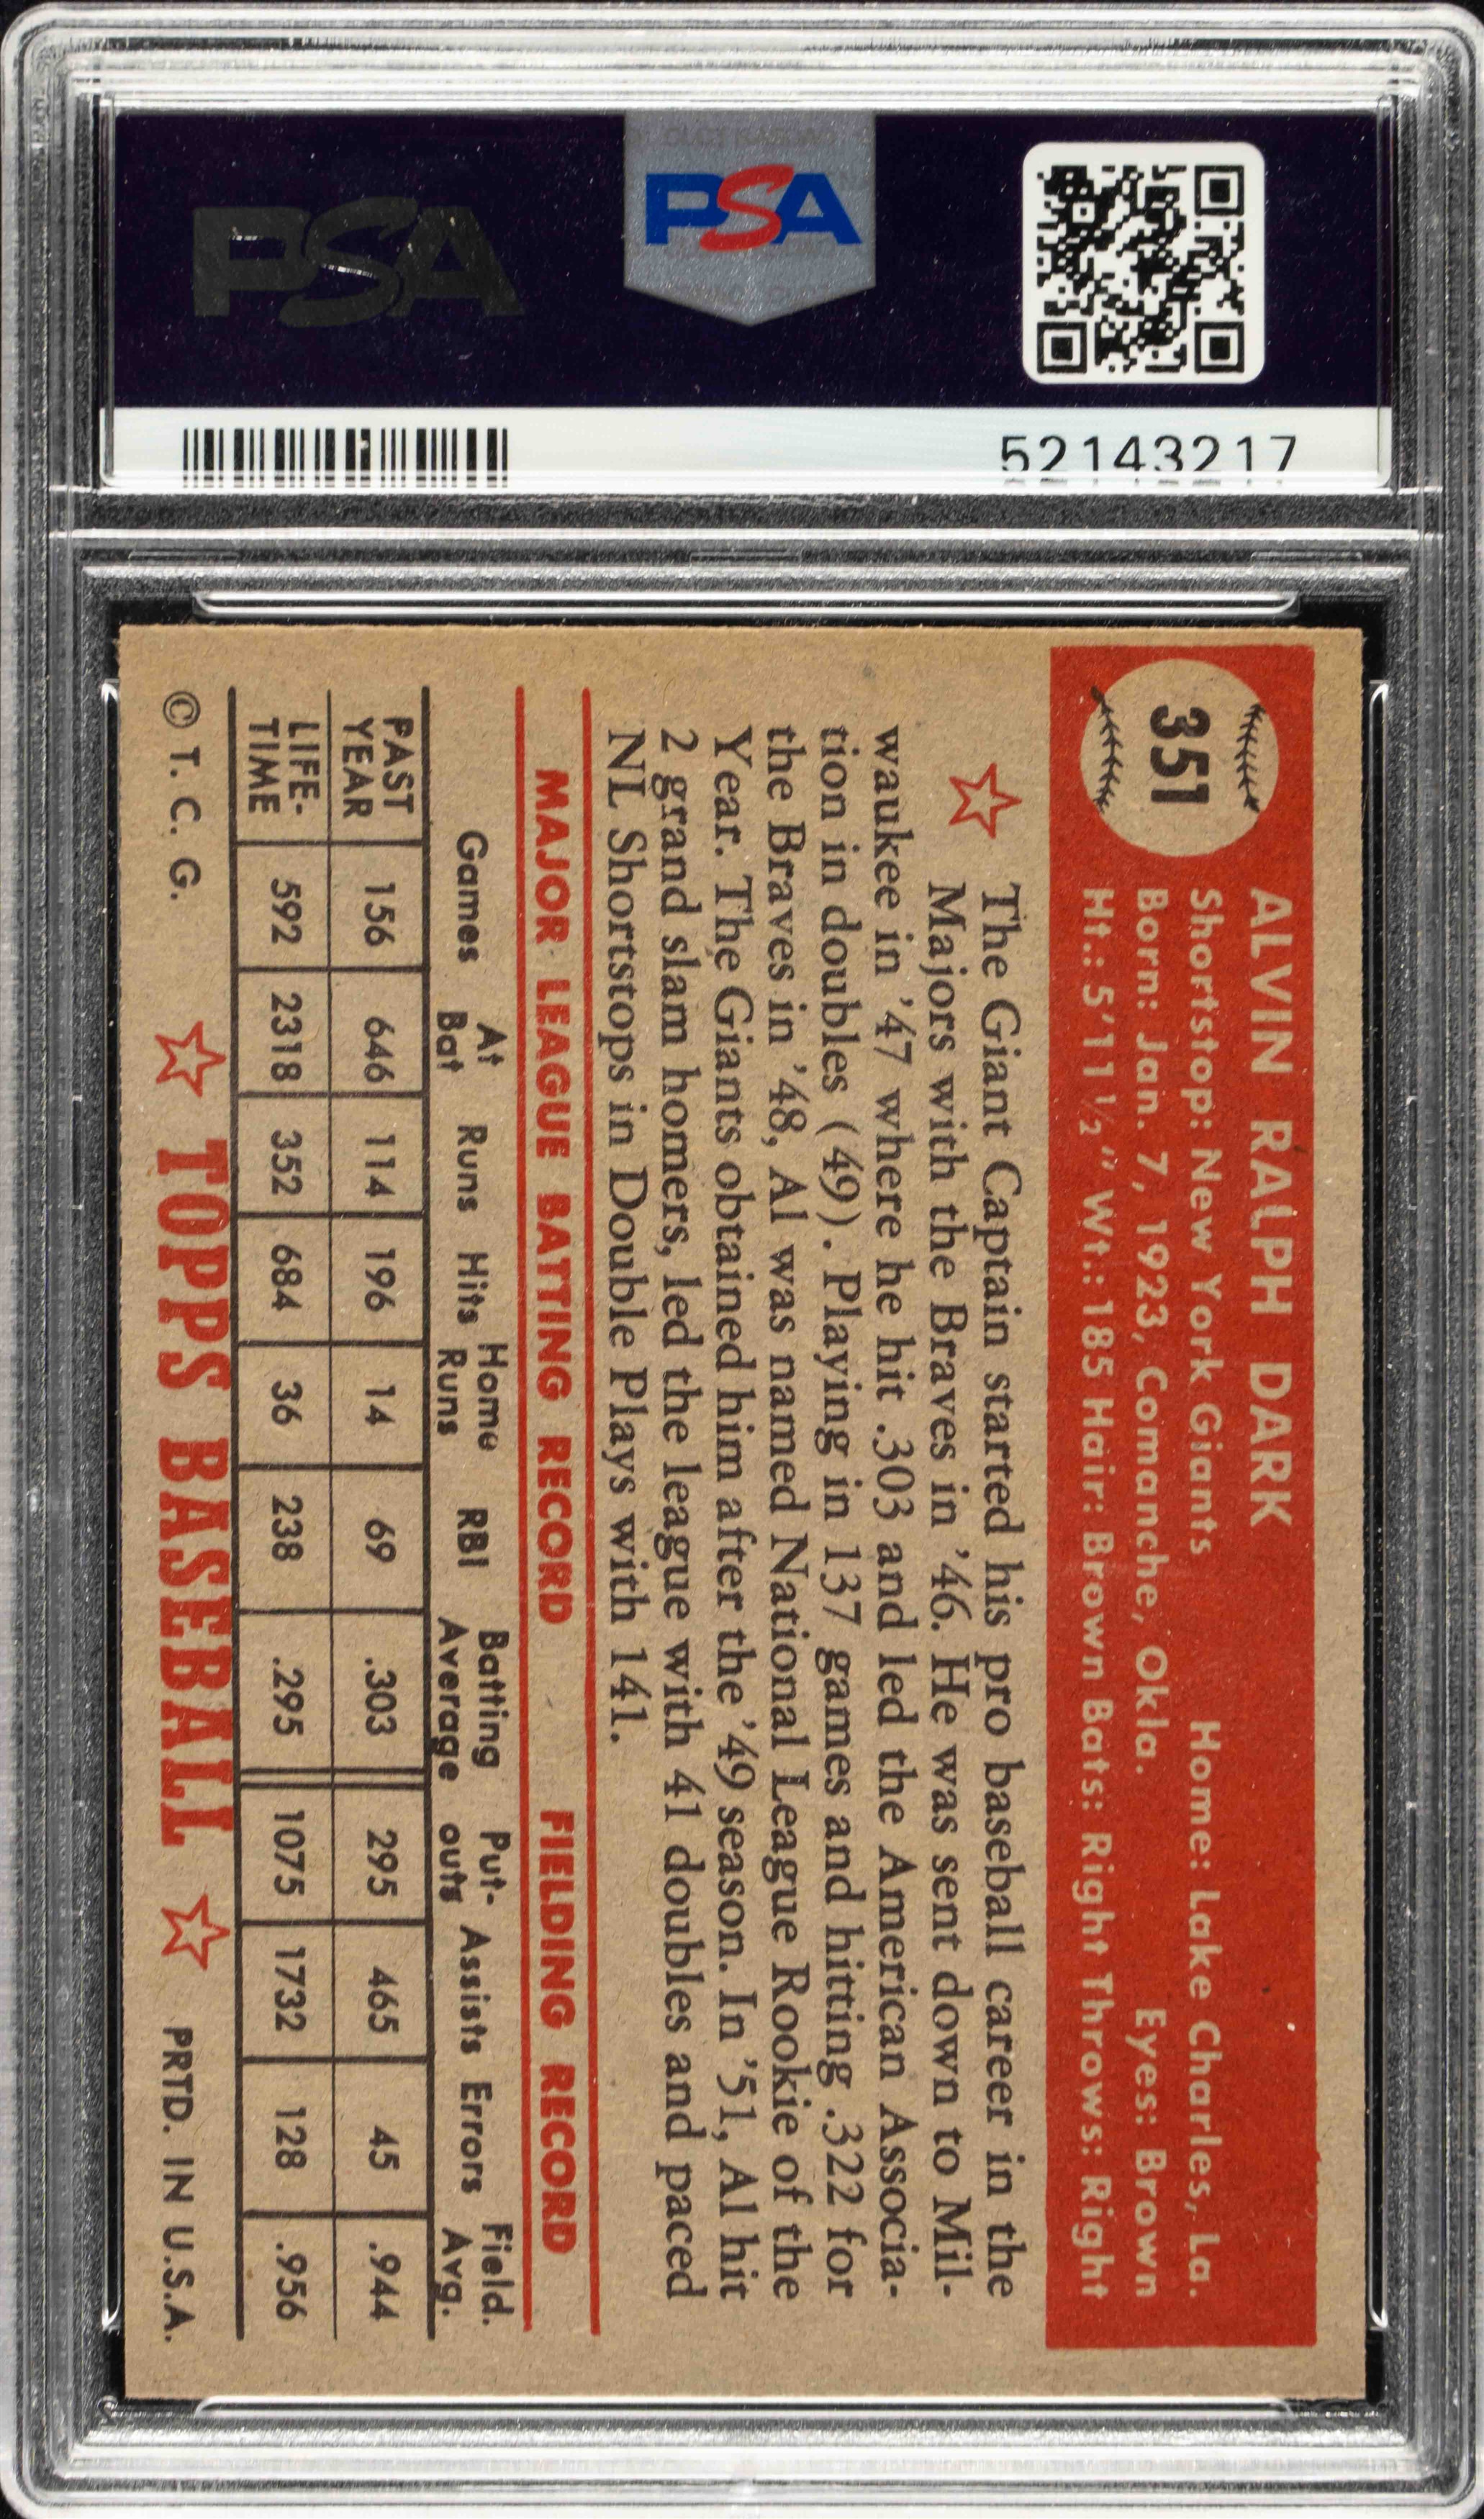 PSA
PSA
52143217
351
ALVIN RALPH DARK
Shortstop: New York Giants Home: Lake Charles, La.
Born: Jan. 7, 1923, Comanche, Okla. Eyes: Brown
Ht.: 5'11½" Wt.: 185 Hair: Brown Bats: Right Throws: Right
The Giant Captain started his pro baseball career in the
Majors with the Braves in '46. He was sent down to Mil-
waukee in '47 where he hit .303 and led the American Associa-
tion in doubles (49). Playing in 137 games and hitting .322 for
the Braves in '48, Al was named National League Rookie of the
Year. The Giants obtained him after the '49 season. In '51, Al hit
2 grand slam homers, led the league with 41 doubles and paced
NL Shortstops in Double Plays with 141.
MAJOR LEAGUE BATTING RECORD FIELDING RECORD
Games At Bat Runs Hits Home Runs RBI Batting Average Put-outs Assists Errors Field. Avg.
PAST YEAR 156 646 114 196 14 69 .303 295 465 45 .944
LIFE-TIME 592 2318 352 684 36 238 .295 1075 1732 128 .956
© T. C. G. TOPPS BASEBALL PRTD. IN U.S.A.